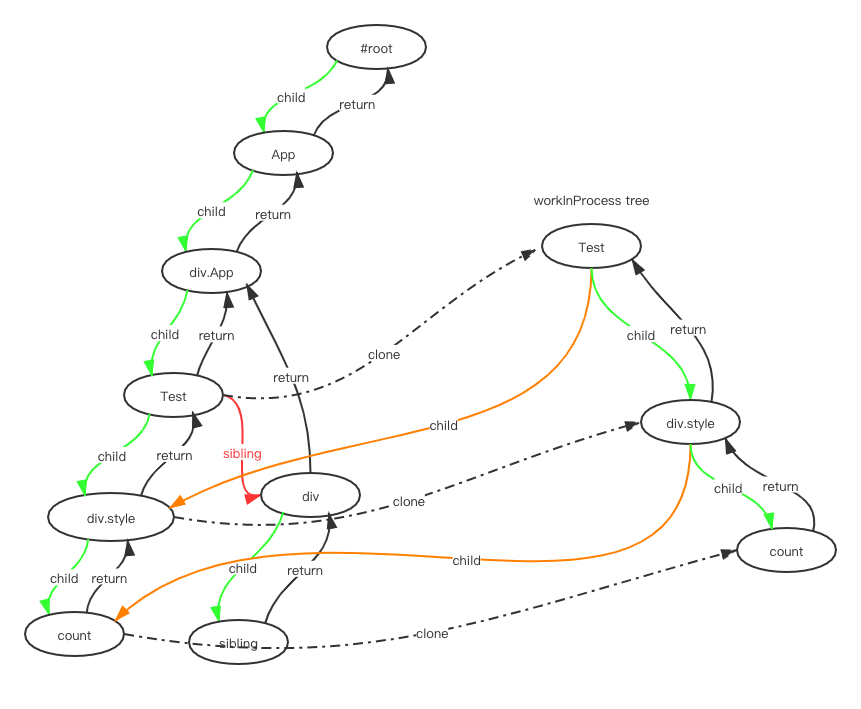 #root
child
return
App
workInProcess tree
child
return
Test
div.App
child
return
child
return
clone
return
Test
child
div.style
child
return
sibling
return
child
div
clone
div.style
count
child
return
child
return
child
count
sibling
clone